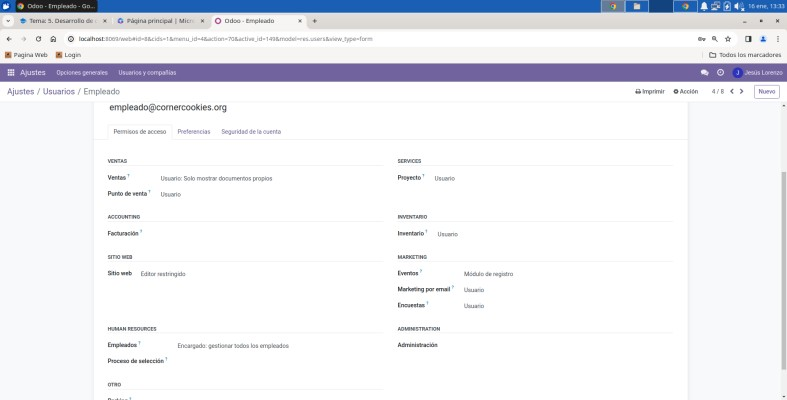 Odoo - Empleado - Go...
16 ene, 13:33
Tema: 5. Desarrollo de
Página principal | Micr
Odoo - Empleado
localhost:8069/web#id=8&cids=1&menu_id=4&action=70&active_id=149&model=res.users&view_type=form
Pagina Web
Login
Todos los marcadores
Ajustes
Opciones generales
Usuarios y compañías
J
Jesús Lorenzo
Ajustes / Usuarios / Empleado
Imprimir
Acción
4 / 8
Nuevo
empleado@cornercookies.org
Permisos de acceso
Preferencias
Seguridad de la cuenta
VENTAS
Ventas ? Usuario: Solo mostrar documentos propios
Punto de venta ? Usuario
SERVICES
Proyecto ? Usuario
ACCOUNTING
Facturación ?
INVENTARIO
Inventario ? Usuario
SITIO WEB
Sitio web Editor restringido
MARKETING
Eventos ? Módulo de registro
Marketing por email ? Usuario
Encuestas ? Usuario
HUMAN RESOURCES
Empleados ? Encargado: gestionar todos los empleados
Proceso de selección ?
ADMINISTRATION
Administración
OTRO